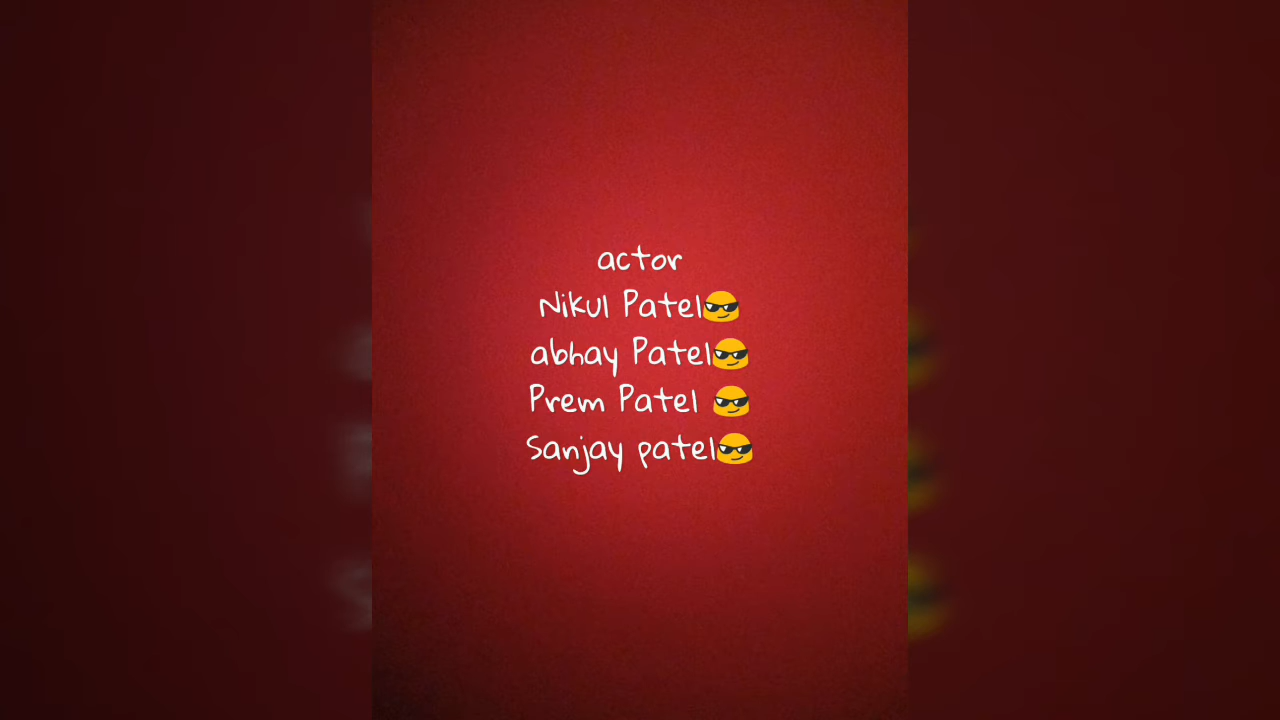 actor
Nikul Patel😎
abhay Patel😎
Prem Patel 😎
Sanjay patel😎